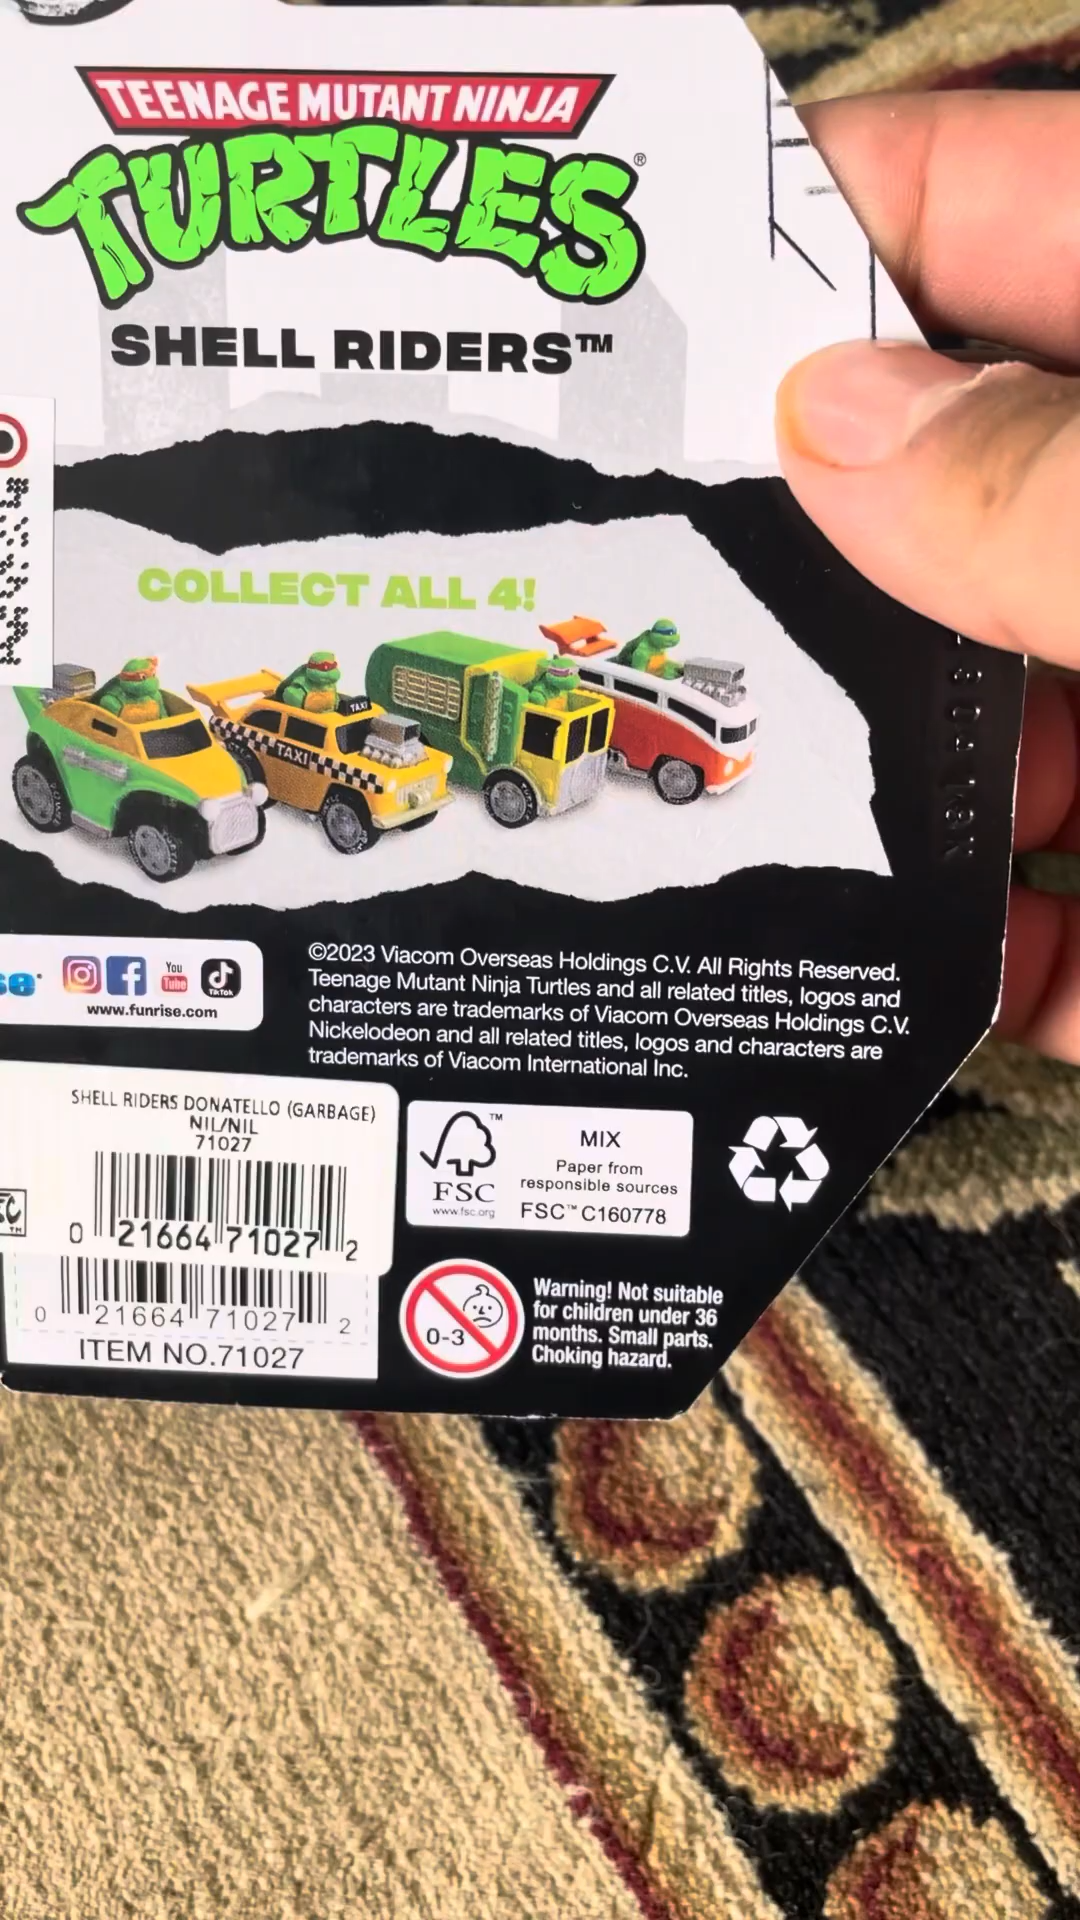 TEENAGE MUTANT NINJA
TURTLES®
SHELL RIDERS™
COLLECT ALL 4!
TAXI
TAXI
www.funrise.com
You
Tube
TikTok
©2023 Viacom Overseas Holdings C.V. All Rights Reserved.
Teenage Mutant Ninja Turtles and all related titles, logos and
characters are trademarks of Viacom Overseas Holdings C.V.
Nickelodeon and all related titles, logos and characters are
trademarks of Viacom International Inc.
SHELL RIDERS DONATELLO (GARBAGE)
NIL/NIL
71027
0 21664 71027 2
0 21664 71027 2
ITEM NO.71027
FSC™
www.fsc.org
MIX
Paper from
responsible sources
FSC™ C160778
0-3
Warning! Not suitable
for children under 36
months. Small parts.
Choking hazard.